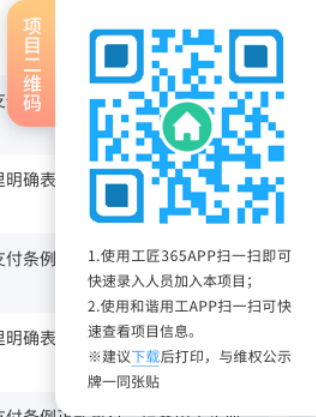 项目二维码
1.使用工匠365APP扫一扫即可
快速录入人员加入本项目；
2.使用和谐用工APP扫一扫可快
速查看项目信息。
※建议下载后打印，与维权公示
牌一同张贴
里明确表
支付条例
里明确表